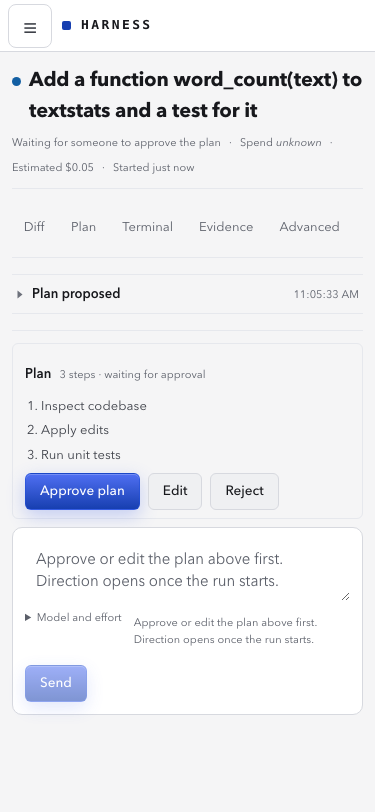 HARNESS
Add a function word_count(text) to
textstats and a test for it
Waiting for someone to approve the plan · Spend unknown ·
Estimated $0.05 · Started just now
Diff Plan Terminal Evidence Advanced
Plan proposed 11:05:33 AM
Plan 3 steps · waiting for approval
1. Inspect codebase
2. Apply edits
3. Run unit tests
Approve plan Edit Reject
Approve or edit the plan above first.
Direction opens once the run starts.
Model and effort
Approve or edit the plan above first.
Direction opens once the run starts.
Send